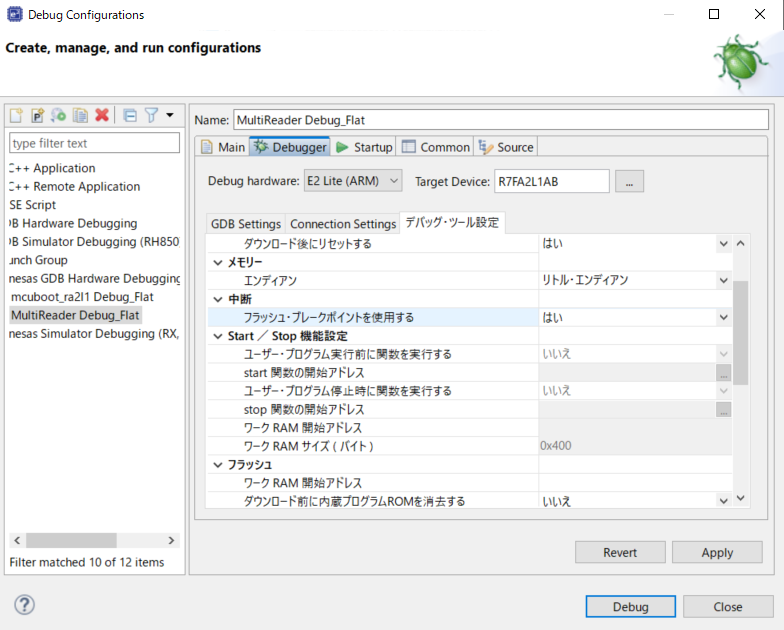 Debug Configurations
Create, manage, and run configurations
type filter text
C++ Application
C++ Remote Application
SE Script
B Hardware Debugging
B Simulator Debugging (RH850
unch Group
nesas GDB Hardware Debugging
mcuboot_ra2l1 Debug_Flat
MultiReader Debug_Flat
nesas Simulator Debugging (RX,
Filter matched 10 of 12 items
Name: MultiReader Debug_Flat
Main Debugger Startup Common Source
Debug hardware: E2 Lite (ARM) Target Device: R7FA2L1AB ...
GDB Settings Connection Settings デバッグ・ツール設定
ダウンロード後にリセットする はい
メモリー
エンディアン リトル・エンディアン
中断
フラッシュ・ブレークポイントを使用する はい
Start ／ Stop 機能設定
ユーザー・プログラム実行前に関数を実行する いいえ
start 関数の開始アドレス ...
ユーザー・プログラム停止時に関数を実行する いいえ
stop 関数の開始アドレス ...
ワーク RAM 開始アドレス
ワーク RAM サイズ ( バイト ) 0x400
フラッシュ
ワーク RAM 開始アドレス
ダウンロード前に内蔵プログラムROMを消去する いいえ
Revert Apply
? Debug Close